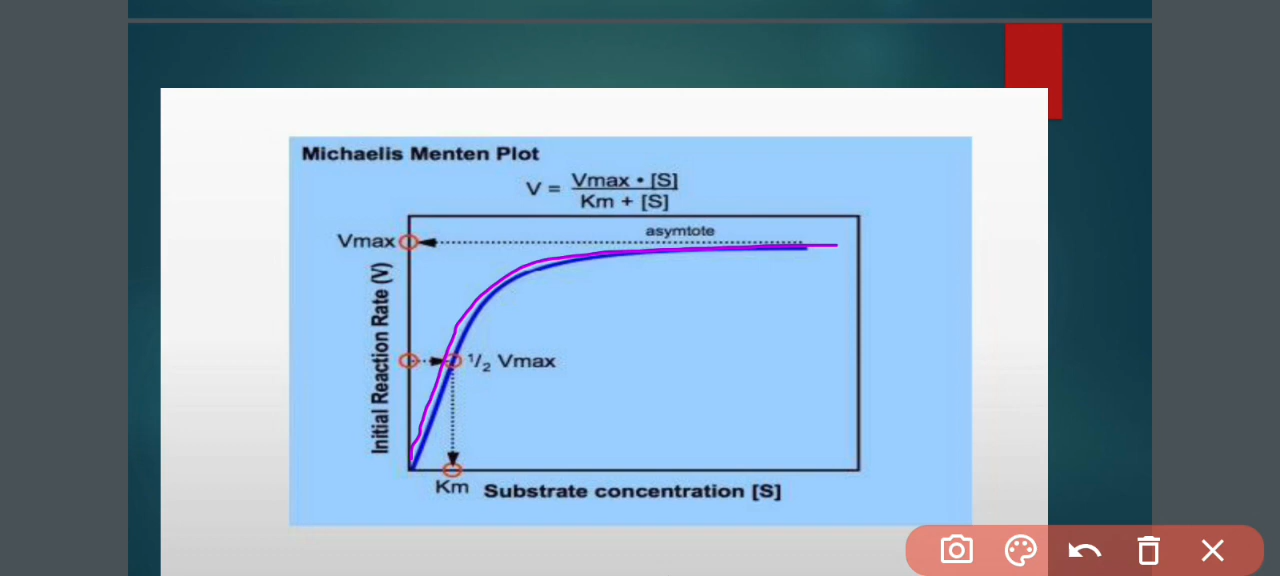 Michaelis Menten Plot
V = Vmax • [S]
Km + [S]
asymtote
Vmax
Initial Reaction Rate (V)
1/2 Vmax
Km
Substrate concentration [S]